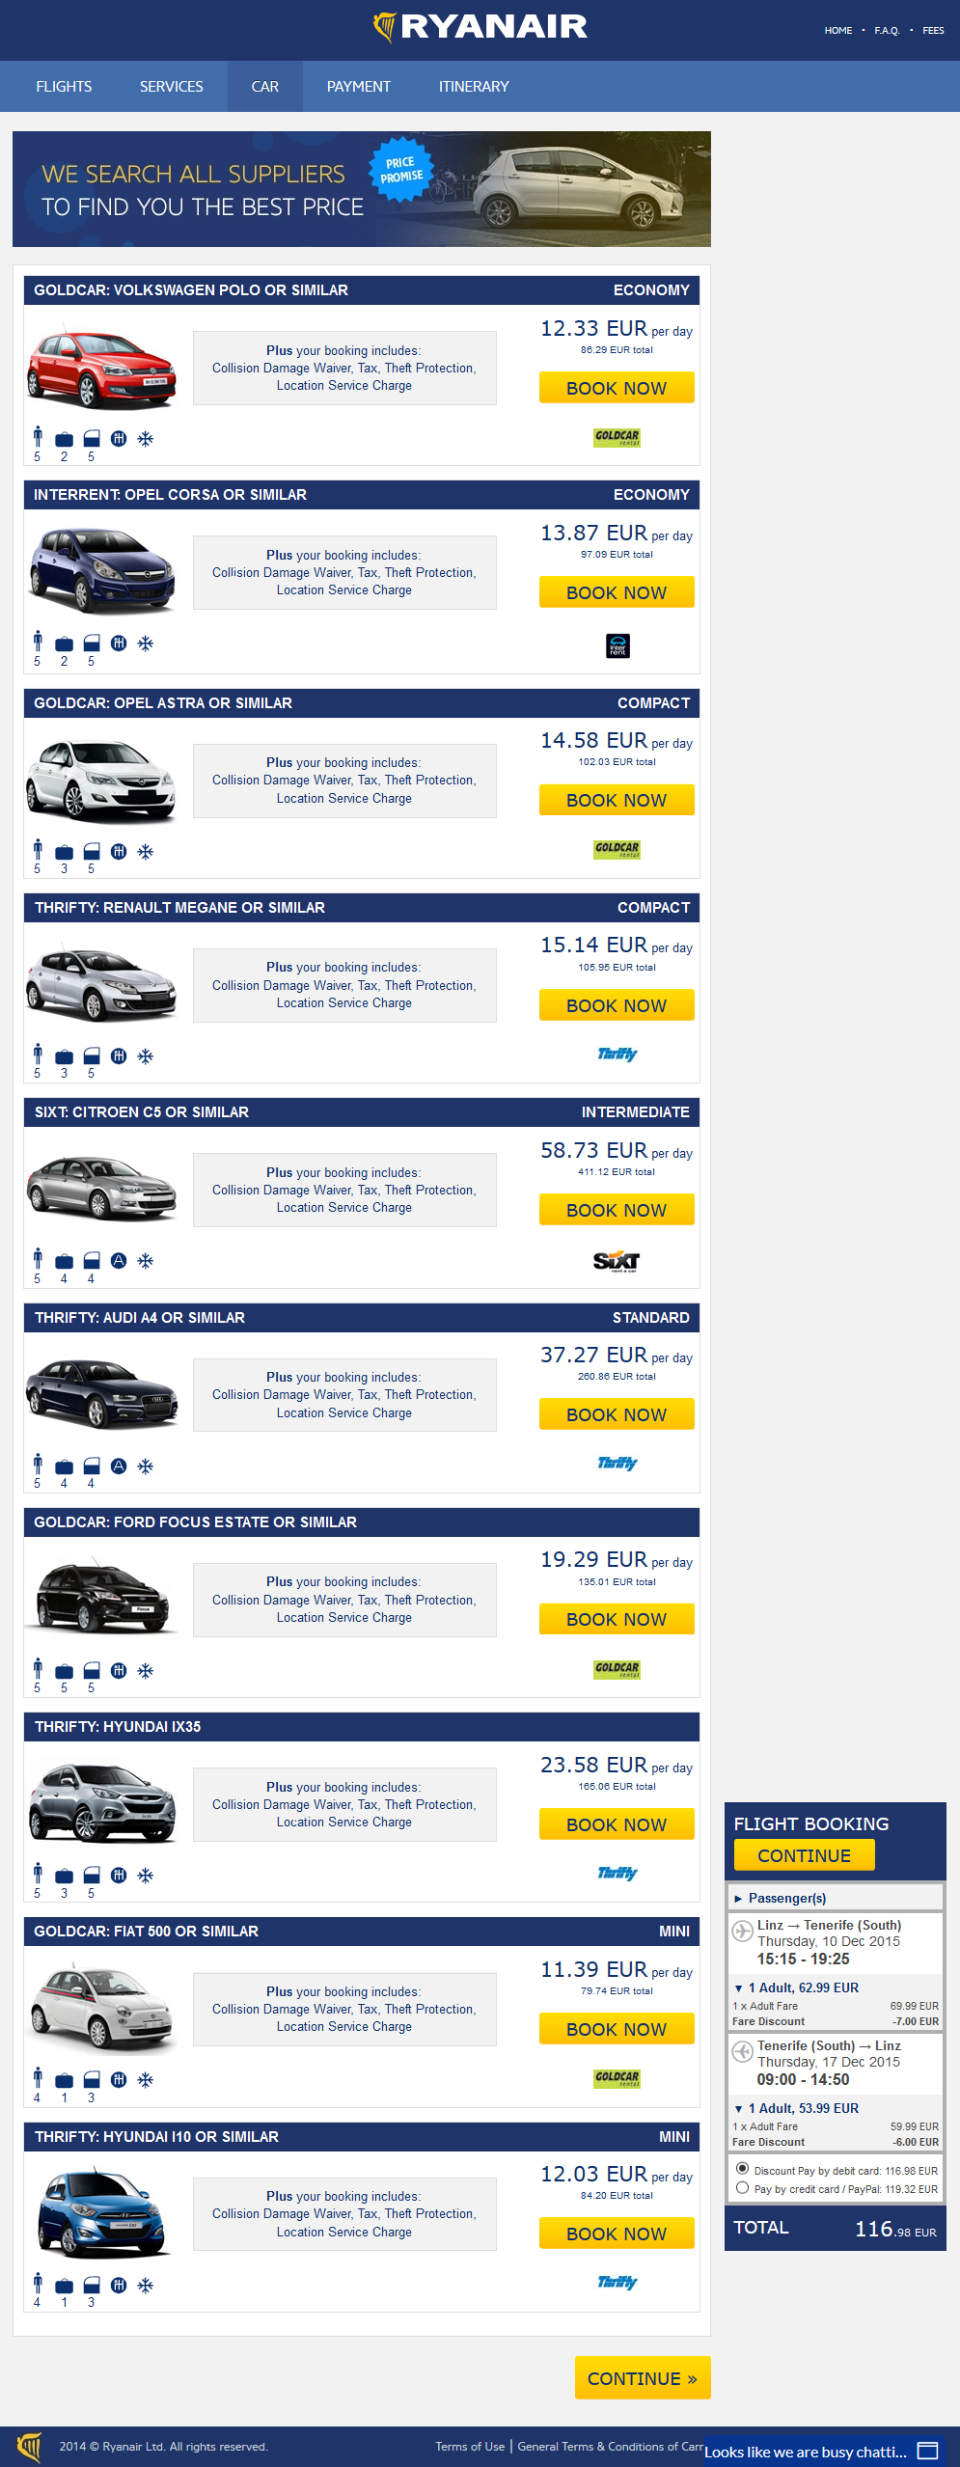 RYANAIR
HOME • F.A.Q. • FEES
FLIGHTS SERVICES CAR PAYMENT ITINERARY
WE SEARCH ALL SUPPLIERS
TO FIND YOU THE BEST PRICE
PRICE
PROMISE
GOLDCAR: VOLKSWAGEN POLO OR SIMILAR ECONOMY
12.33 EUR per day
86.29 EUR total
Plus your booking includes:
Collision Damage Waiver, Tax, Theft Protection,
Location Service Charge
BOOK NOW
GOLDCAR
rental
5 2 5
INTERRENT: OPEL CORSA OR SIMILAR ECONOMY
13.87 EUR per day
97.09 EUR total
Plus your booking includes:
Collision Damage Waiver, Tax, Theft Protection,
Location Service Charge
BOOK NOW
inter
rent
5 2 5
GOLDCAR: OPEL ASTRA OR SIMILAR COMPACT
14.58 EUR per day
102.03 EUR total
Plus your booking includes:
Collision Damage Waiver, Tax, Theft Protection,
Location Service Charge
BOOK NOW
GOLDCAR
rental
5 3 5
THRIFTY: RENAULT MEGANE OR SIMILAR COMPACT
15.14 EUR per day
105.95 EUR total
Plus your booking includes:
Collision Damage Waiver, Tax, Theft Protection,
Location Service Charge
BOOK NOW
Thrifty
5 3 5
SIXT: CITROEN C5 OR SIMILAR INTERMEDIATE
58.73 EUR per day
411.12 EUR total
Plus your booking includes:
Collision Damage Waiver, Tax, Theft Protection,
Location Service Charge
BOOK NOW
A
SIXT
rent a car
5 4 4
THRIFTY: AUDI A4 OR SIMILAR STANDARD
37.27 EUR per day
260.86 EUR total
Plus your booking includes:
Collision Damage Waiver, Tax, Theft Protection,
Location Service Charge
BOOK NOW
A
Thrifty
5 4 4
GOLDCAR: FORD FOCUS ESTATE OR SIMILAR
19.29 EUR per day
135.01 EUR total
Plus your booking includes:
Collision Damage Waiver, Tax, Theft Protection,
Location Service Charge
BOOK NOW
GOLDCAR
rental
5 5 5
THRIFTY: HYUNDAI IX35
23.58 EUR per day
165.06 EUR total
Plus your booking includes:
Collision Damage Waiver, Tax, Theft Protection,
Location Service Charge
BOOK NOW
Thrifty
5 3 5
GOLDCAR: FIAT 500 OR SIMILAR MINI
11.39 EUR per day
79.74 EUR total
Plus your booking includes:
Collision Damage Waiver, Tax, Theft Protection,
Location Service Charge
BOOK NOW
GOLDCAR
rental
4 1 3
THRIFTY: HYUNDAI I10 OR SIMILAR MINI
12.03 EUR per day
84.20 EUR total
Plus your booking includes:
Collision Damage Waiver, Tax, Theft Protection,
Location Service Charge
BOOK NOW
Thrifty
4 1 3
FLIGHT BOOKING
CONTINUE
► Passenger(s)
Linz → Tenerife (South)
Thursday, 10 Dec 2015
15:15 - 19:25
▼ 1 Adult, 62.99 EUR
1 x Adult Fare 69.99 EUR
Fare Discount -7.00 EUR
Tenerife (South) → Linz
Thursday, 17 Dec 2015
09:00 - 14:50
▼ 1 Adult, 53.99 EUR
1 x Adult Fare 59.99 EUR
Fare Discount -6.00 EUR
Discount Pay by debit card: 116.98 EUR
Pay by credit card / PayPal: 119.32 EUR
TOTAL 116.98 EUR
CONTINUE »
2014 © Ryanair Ltd. All rights reserved.
Terms of Use | General Terms & Conditions of Carr
Looks like we are busy chatti...